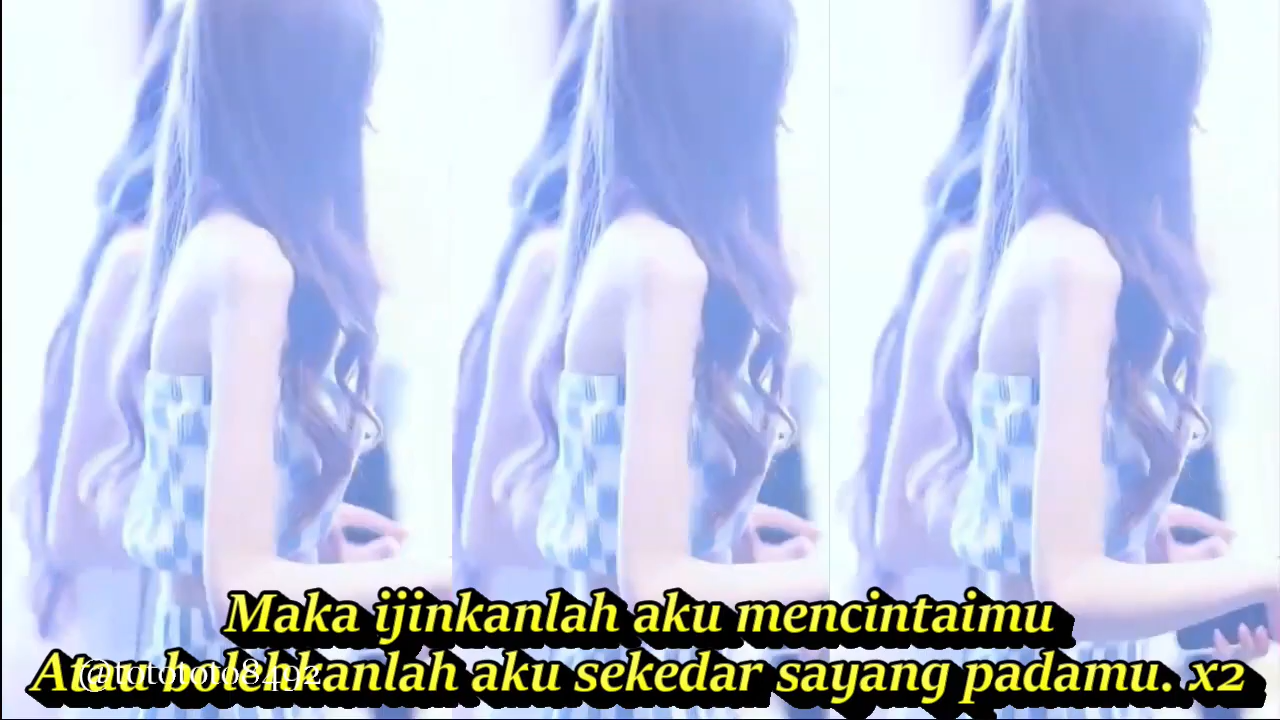 Maka ijinkanlah aku mencintaimu
Atau bolehkanlah aku sekedar sayang padamu. x2